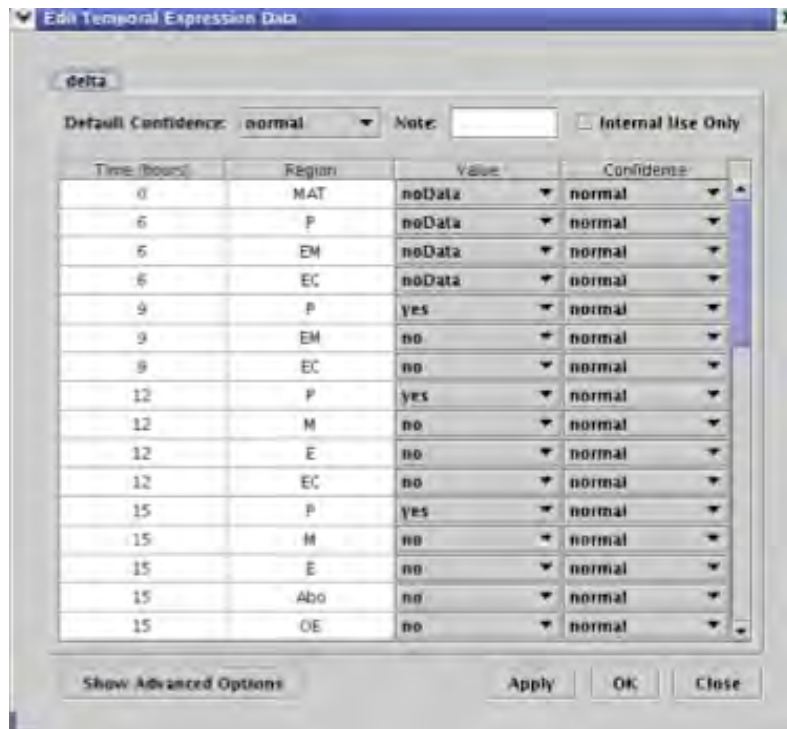 Edit Temporal Expression Data
delta
Default Confidence: normal Note: Internal Use Only
Time (hours) Region Value Confidence
0 MAT noData normal
6 P noData normal
6 EM noData normal
6 EC noData normal
9 P yes normal
9 EM no normal
9 EC no normal
12 P yes normal
12 M no normal
12 E no normal
12 EC no normal
15 P yes normal
15 M no normal
15 E no normal
15 Abo no normal
15 OE no normal
Show Advanced Options Apply OK Close